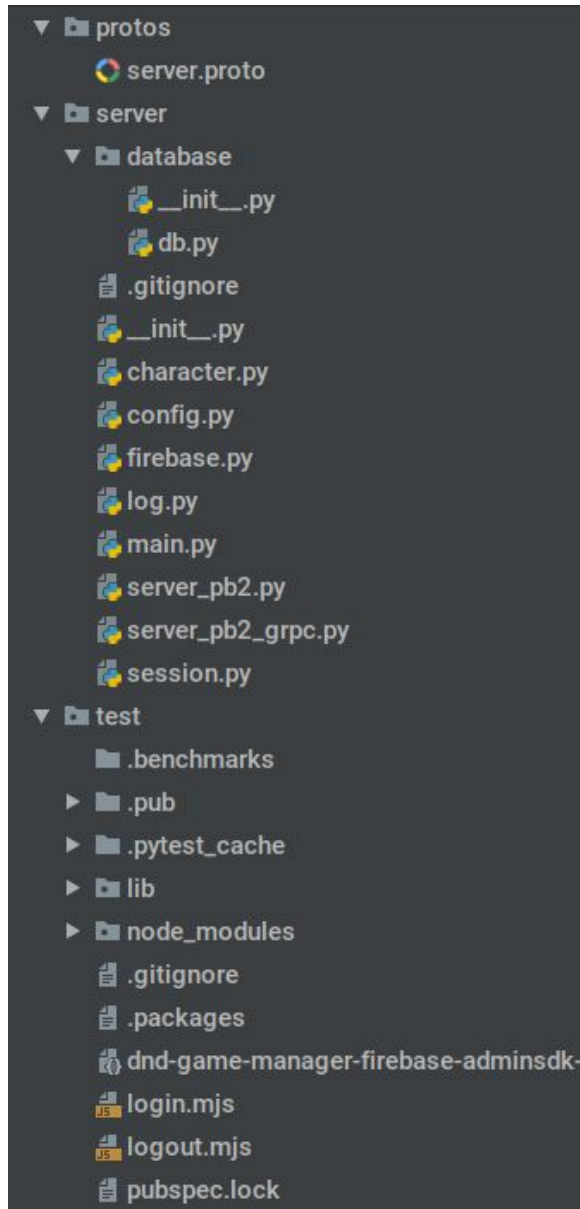 protos
server.proto
server
database
__init__.py
db.py
.gitignore
__init__.py
character.py
config.py
firebase.py
log.py
main.py
server_pb2.py
server_pb2_grpc.py
session.py
test
.benchmarks
.pub
.pytest_cache
lib
node_modules
.gitignore
.packages
dnd-game-manager-firebase-adminsdk-
login.mjs
logout.mjs
pubspec.lock